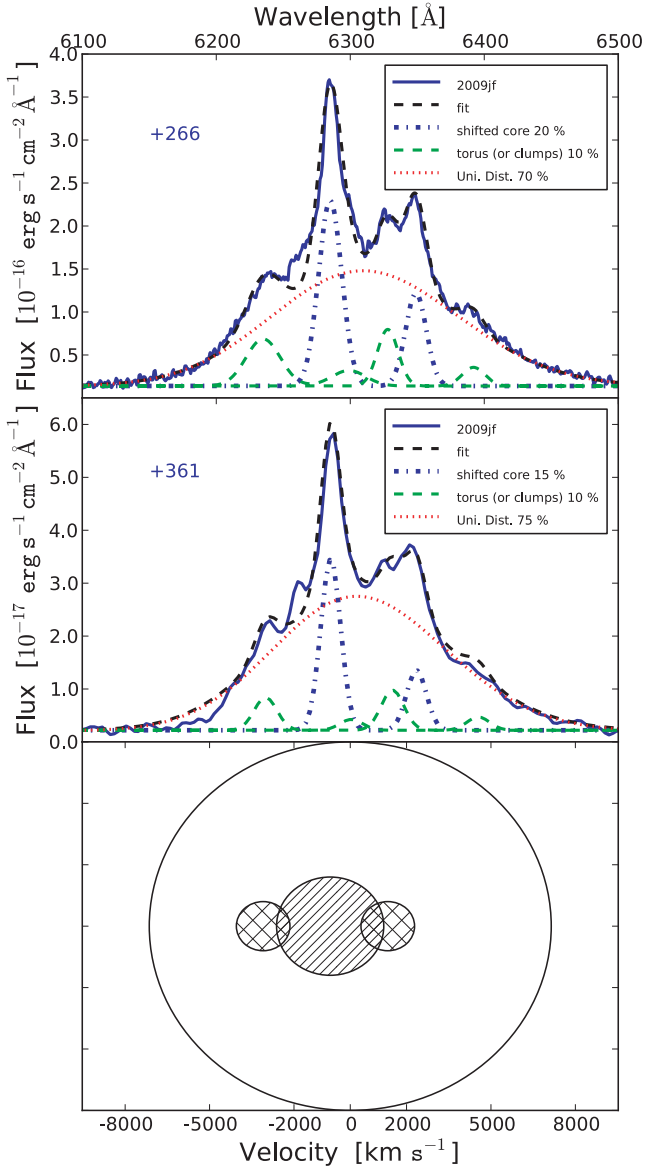 Wavelength [Å]
6100 6200 6300 6400 6500
4.0
3.5
3.0
2.5
2.0
1.5
1.0
0.5
Flux [10⁻¹⁶ erg s⁻¹ cm⁻² Å⁻¹]
+266
2009jf
fit
shifted core 20 %
torus (or clumps) 10 %
Uni. Dist. 70 %
6.0
5.0
4.0
3.0
2.0
1.0
0.0
Flux [10⁻¹⁷ erg s⁻¹ cm⁻² Å⁻¹]
+361
2009jf
fit
shifted core 15 %
torus (or clumps) 10 %
Uni. Dist. 75 %
-8000 -6000 -4000 -2000 0 2000 4000 6000 8000
Velocity [km s⁻¹]